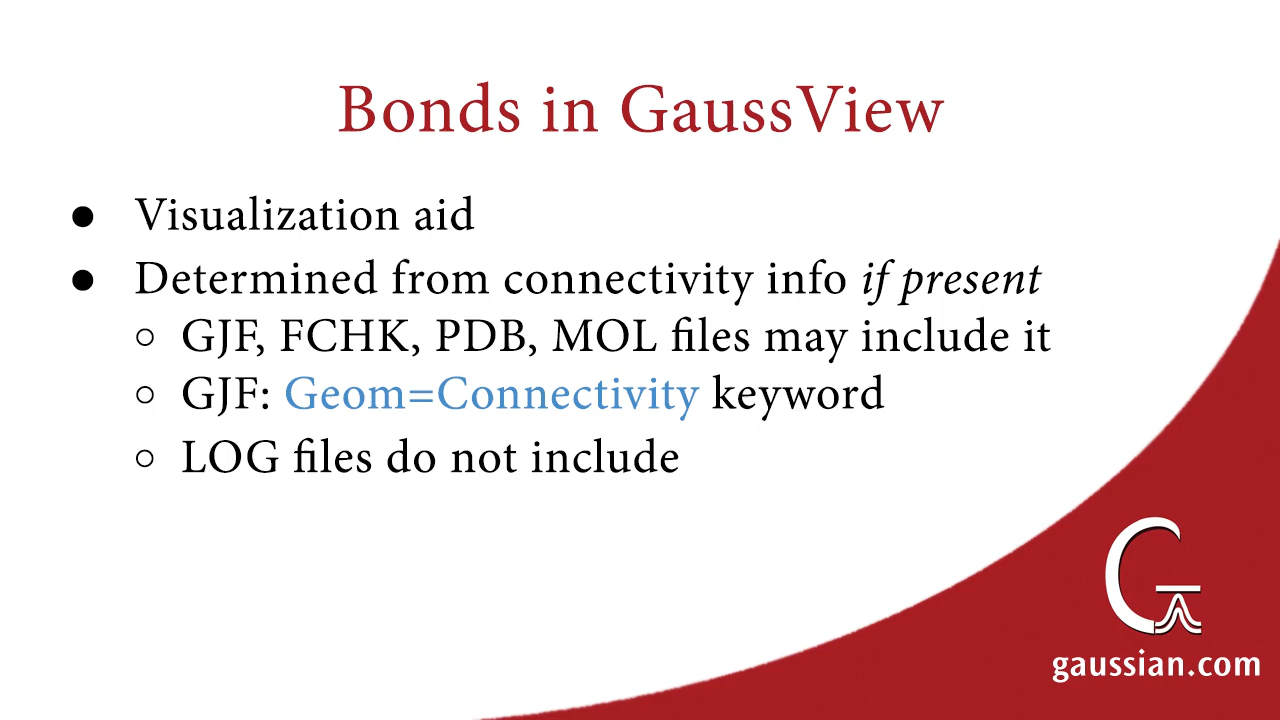 Bonds in GaussView
● Visualization aid
● Determined from connectivity info if present
○ GJF, FCHK, PDB, MOL files may include it
○ GJF: Geom=Connectivity keyword
○ LOG files do not include
G
gaussian.com